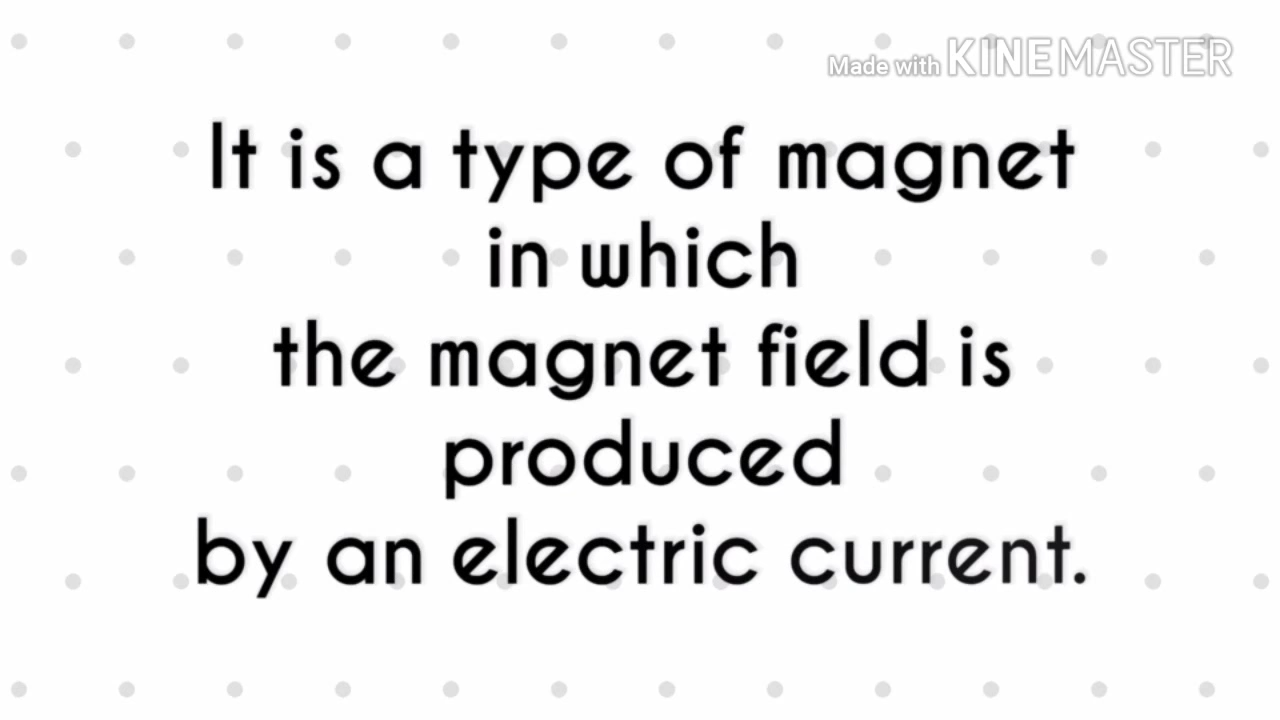 Made with KINEMASTER
It is a type of magnet
in which
the magnet field is
produced
by an electric current.